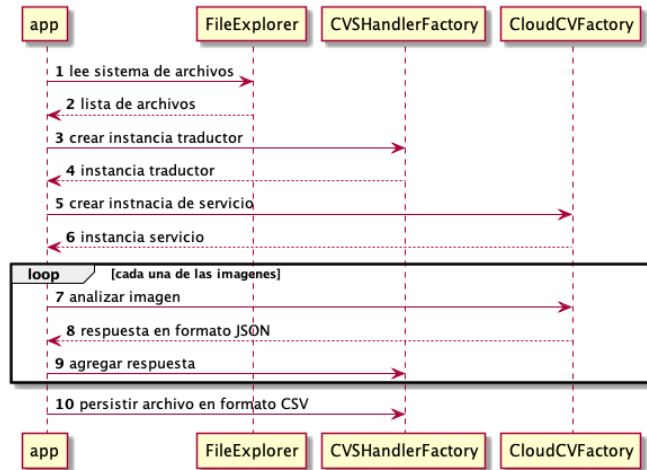 app FileExplorer CVSHandlerFactory CloudCVFactory
1 lee sistema de archivos
2 lista de archivos
3 crear instancia traductor
4 instancia traductor
5 crear instnacia de servicio
6 instancia servicio
loop [cada una de las imagenes]
7 analizar imagen
8 respuesta en formato JSON
9 agregar respuesta
10 persistir archivo en formato CSV
app FileExplorer CVSHandlerFactory CloudCVFactory